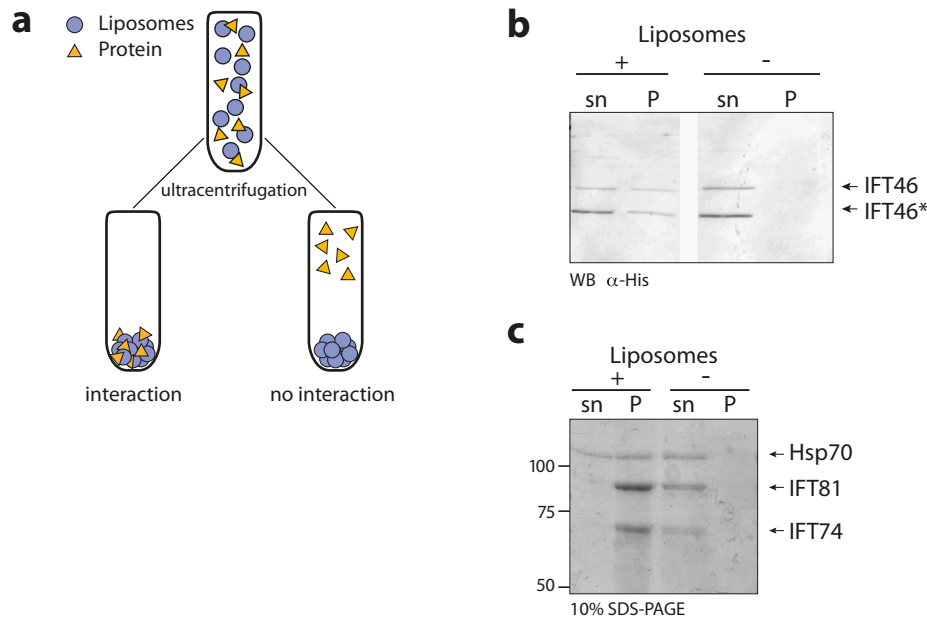 a
Liposomes
Protein
ultracentrifugation
interaction
no interaction
b
Liposomes
+ -
sn P sn P
IFT46
IFT46*
WB α-His
c
Liposomes
+ -
sn P sn P
Hsp70
100
IFT81
75
IFT74
50
10% SDS-PAGE